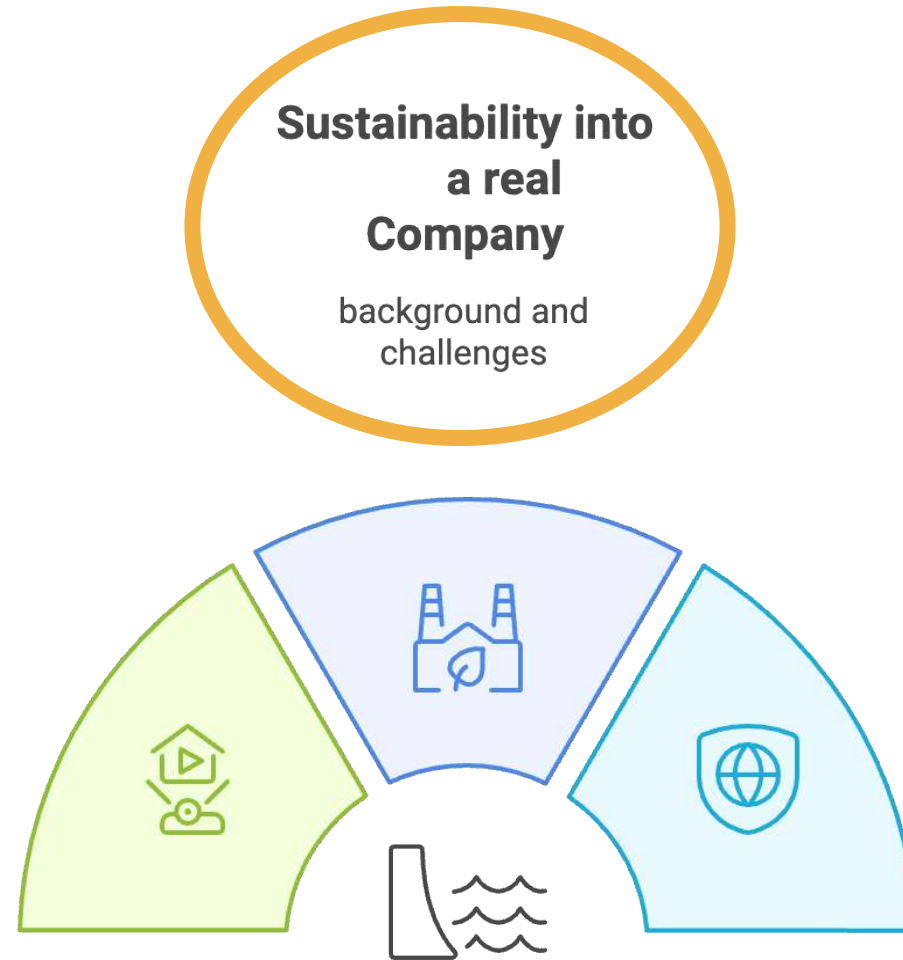 Sustainability into
a real
Company
background and
challenges